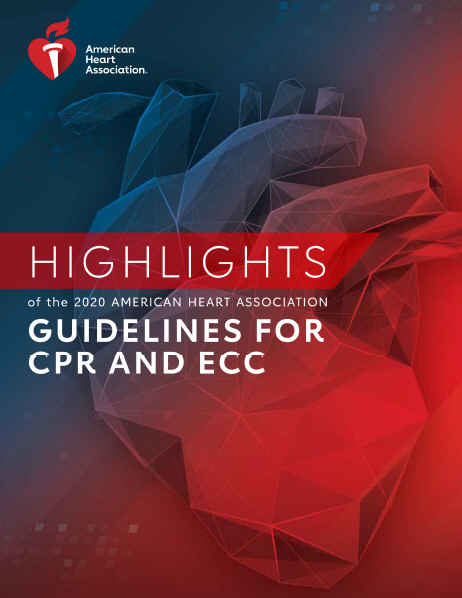 American
Heart
Association.
HIGHLIGHTS
of the 2020 AMERICAN HEART ASSOCIATION
GUIDELINES FOR
CPR AND ECC